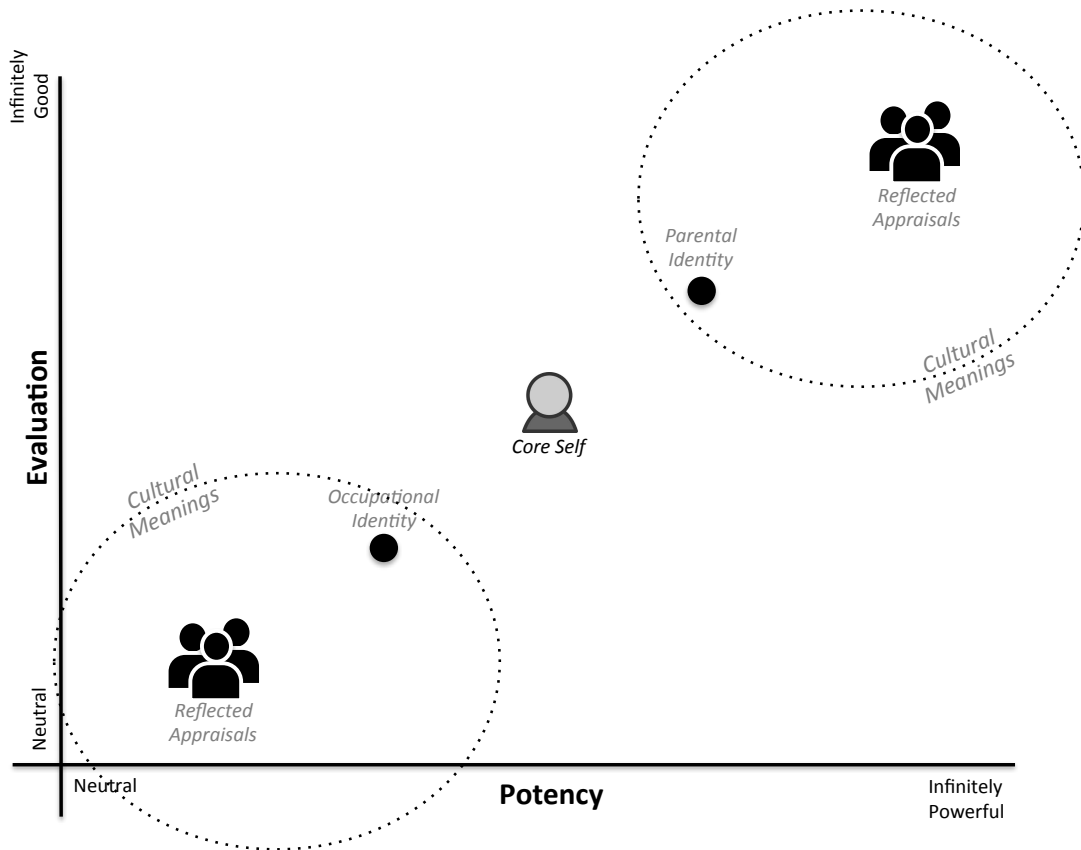 Infinitely
Good
Reflected
Appraisals
Parental
Identity
Cultural
Meanings
Evaluation
Core Self
Cultural
Meanings
Occupational
Identity
Reflected
Appraisals
Neutral
Neutral
Potency
Infinitely
Powerful